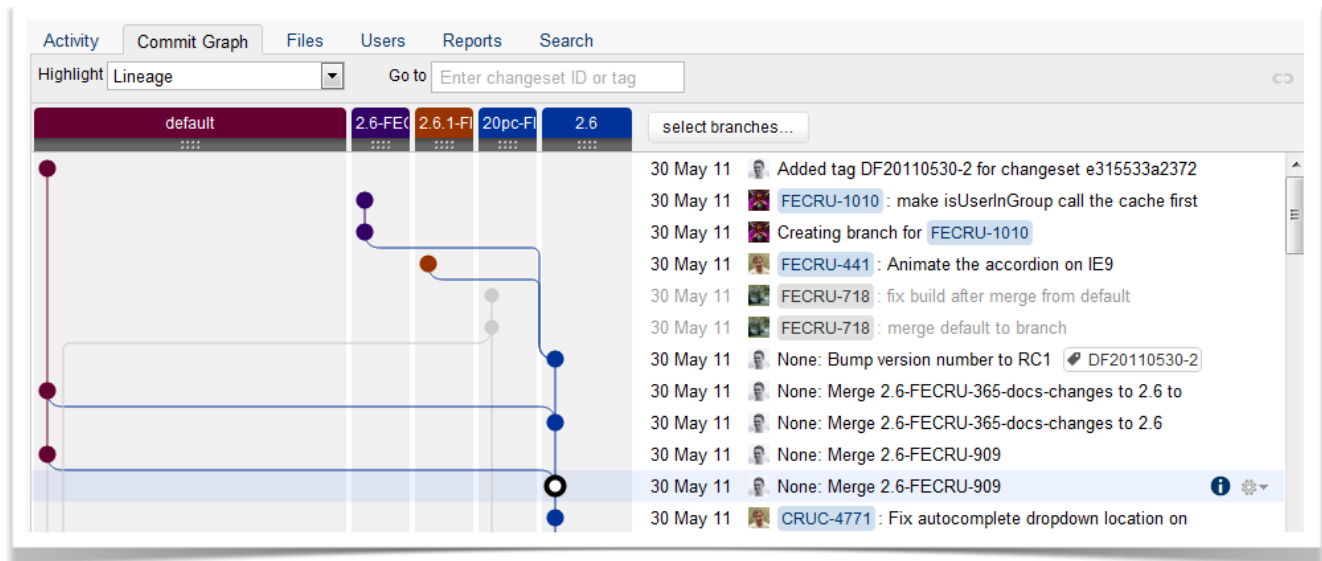 Activity Commit Graph Files Users Reports Search
Highlight Lineage Go to Enter changeset ID or tag
default 2.6-FEC 2.6.1-FI 20pc-FI 2.6 select branches...
30 May 11 Added tag DF20110530-2 for changeset e315533a2372
30 May 11 FECRU-1010 : make isUserInGroup call the cache first
30 May 11 Creating branch for FECRU-1010
30 May 11 FECRU-441 : Animate the accordion on IE9
30 May 11 FECRU-718 : fix build after merge from default
30 May 11 FECRU-718 : merge default to branch
30 May 11 None: Bump version number to RC1 DF20110530-2
30 May 11 None: Merge 2.6-FECRU-365-docs-changes to 2.6 to
30 May 11 None: Merge 2.6-FECRU-365-docs-changes to 2.6
30 May 11 None: Merge 2.6-FECRU-909
30 May 11 None: Merge 2.6-FECRU-909
30 May 11 CRUC-4771 : Fix autocomplete dropdown location on